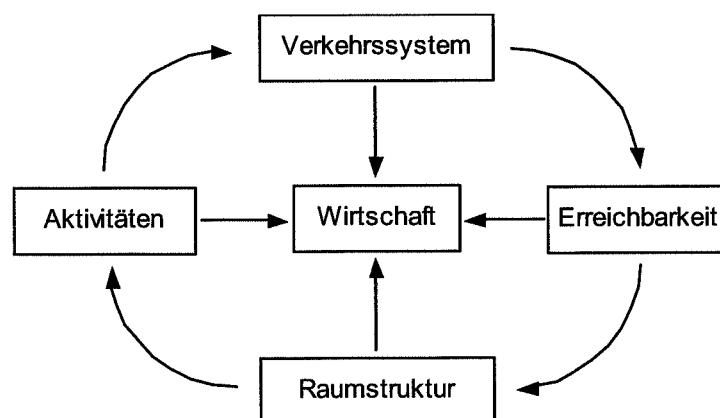 Verkehrssystem
Aktivitäten
Wirtschaft
Erreichbarkeit
Raumstruktur